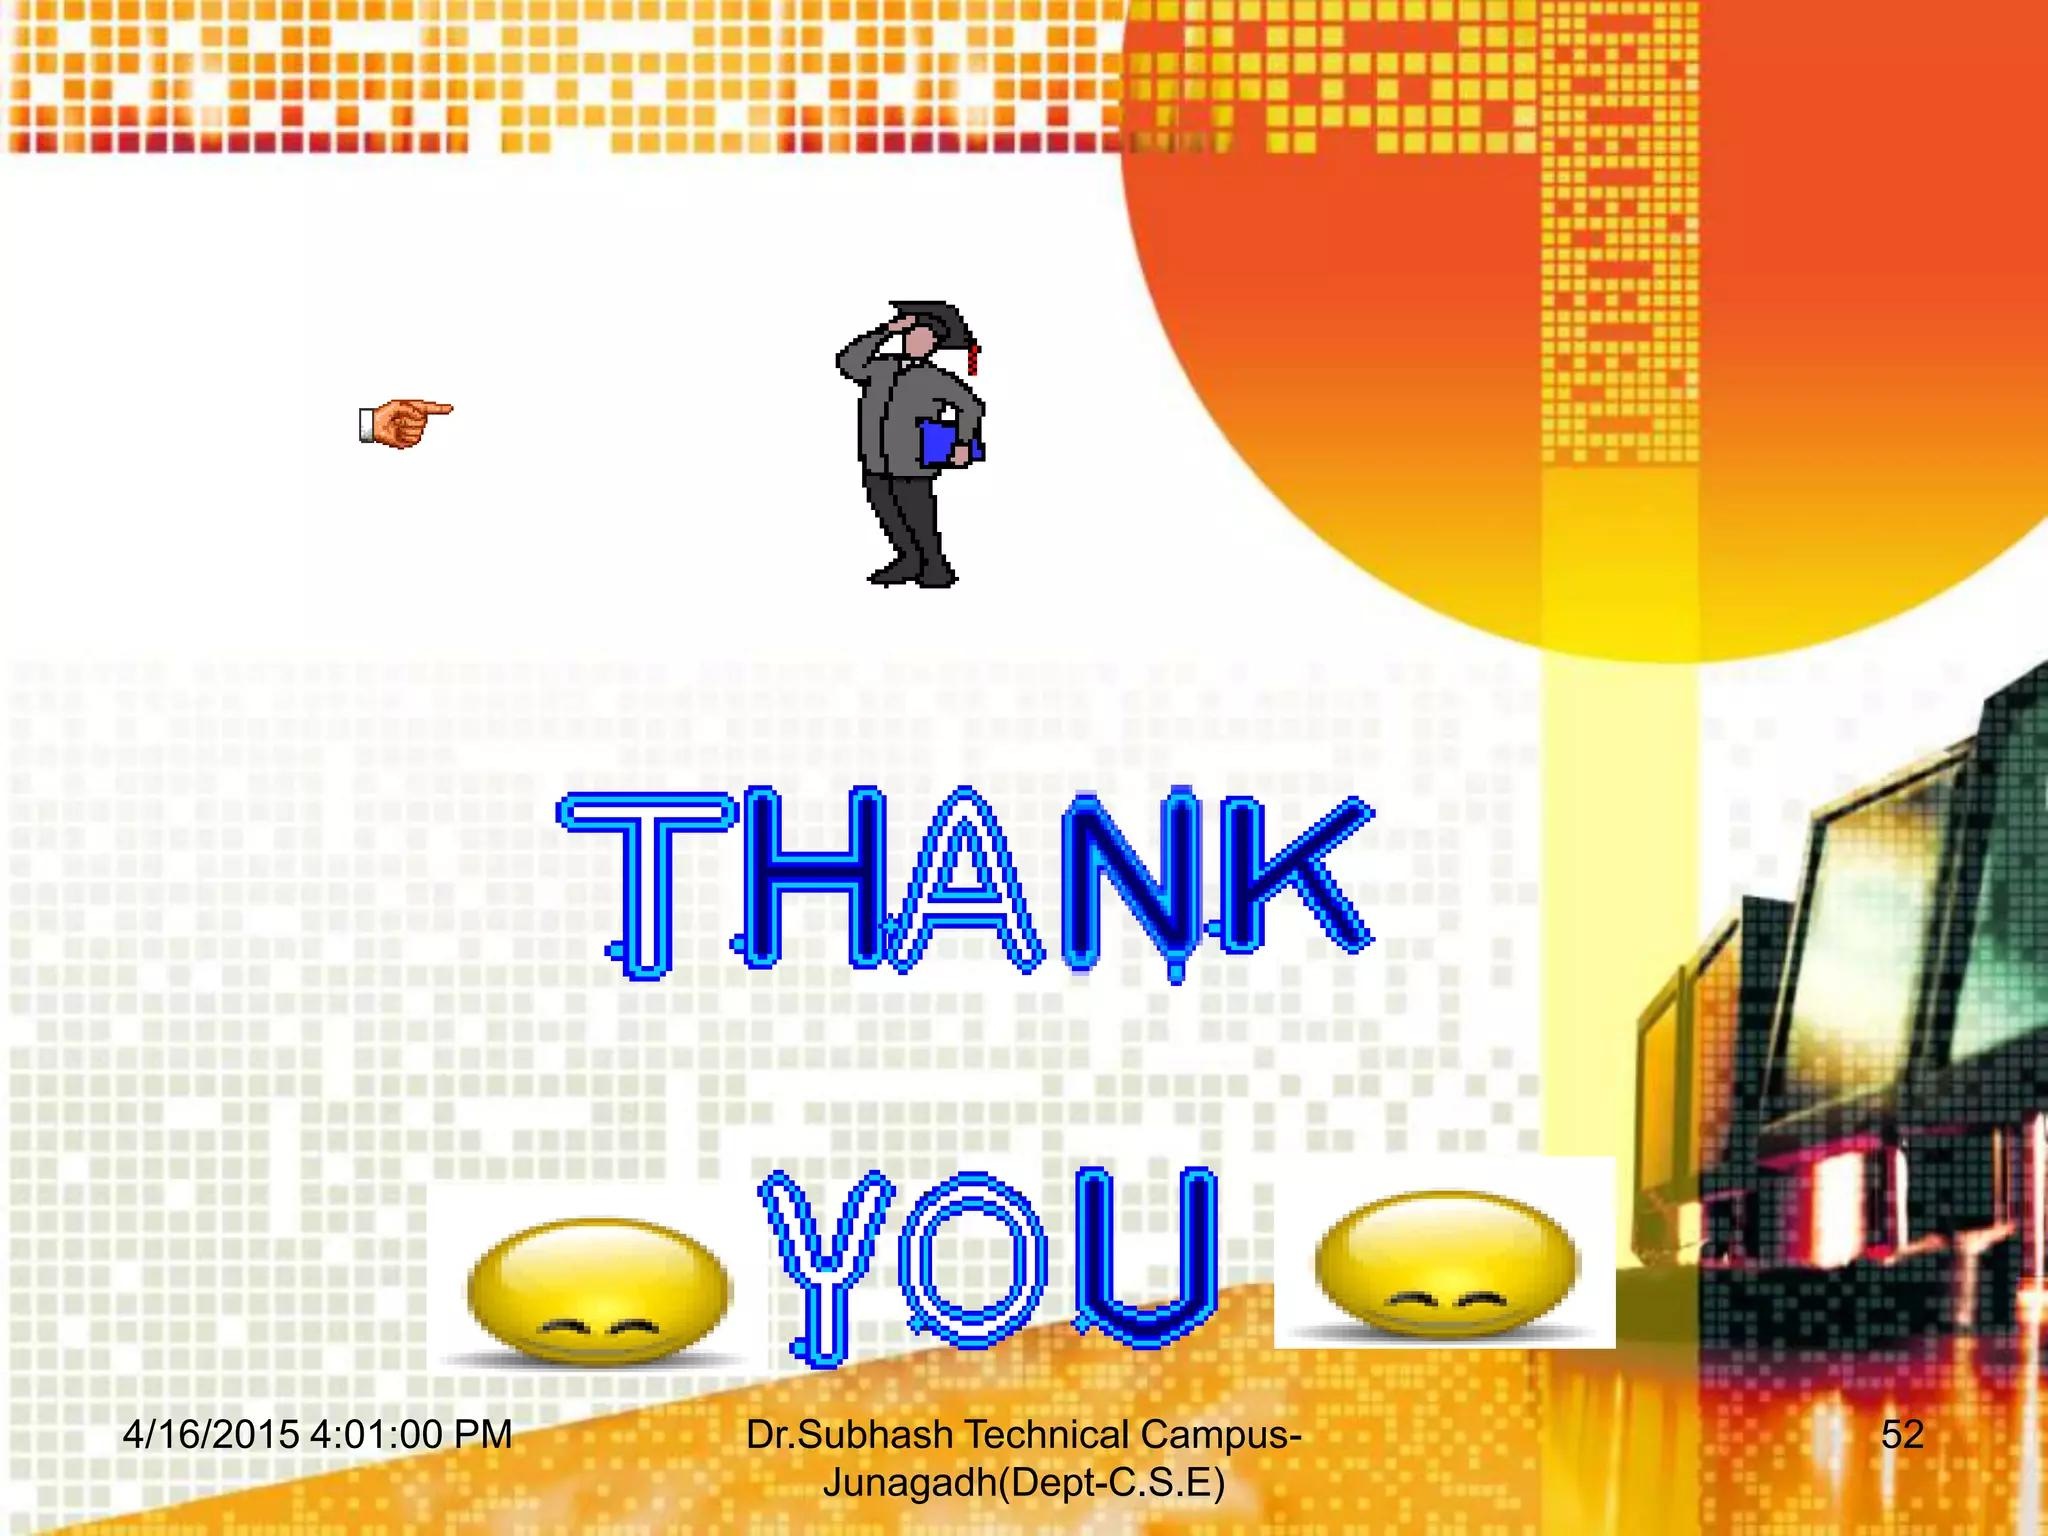 THANK
YOU
4/16/2015 4:01:00 PM
Dr.Subhash Technical Campus-
Junagadh(Dept-C.S.E)
52